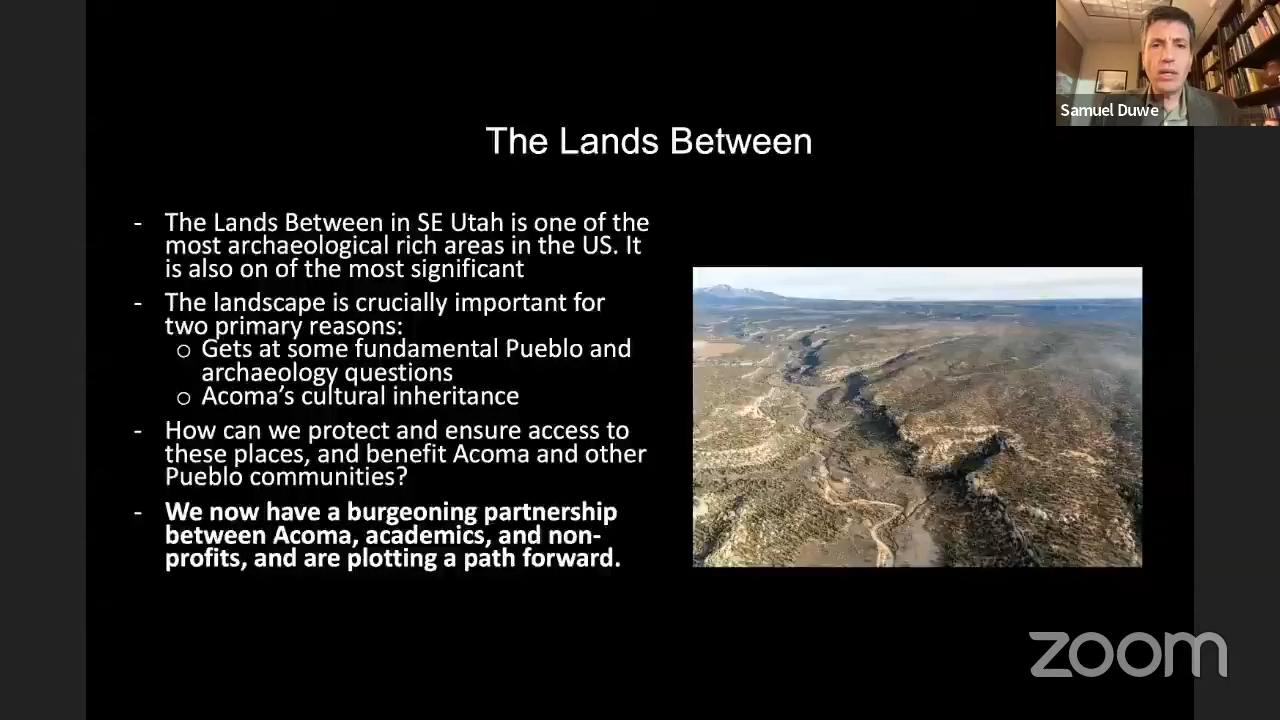 Samuel Duwe
The Lands Between
- The Lands Between in SE Utah is one of the
most archaeological rich areas in the US. It
is also on of the most significant
- The landscape is crucially important for
two primary reasons:
o Gets at some fundamental Pueblo and
archaeology questions
o Acoma's cultural inheritance
- How can we protect and ensure access to
these places, and benefit Acoma and other
Pueblo communities?
- We now have a burgeoning partnership
between Acoma, academics, and non-
profits, and are plotting a path forward.
zoom